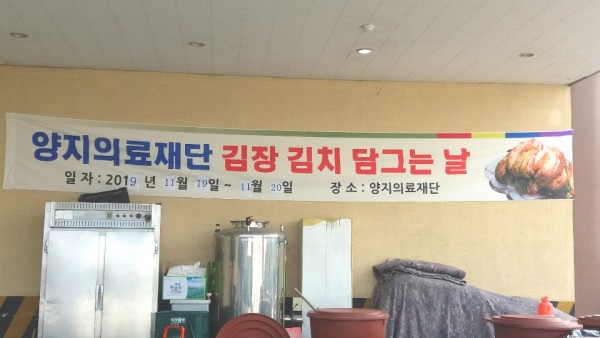 양지의료재단 김장 김치 담그는 날
일 자 : 2019 년 11월 19일 ~ 11월 20일 장 소 : 양지의료재단